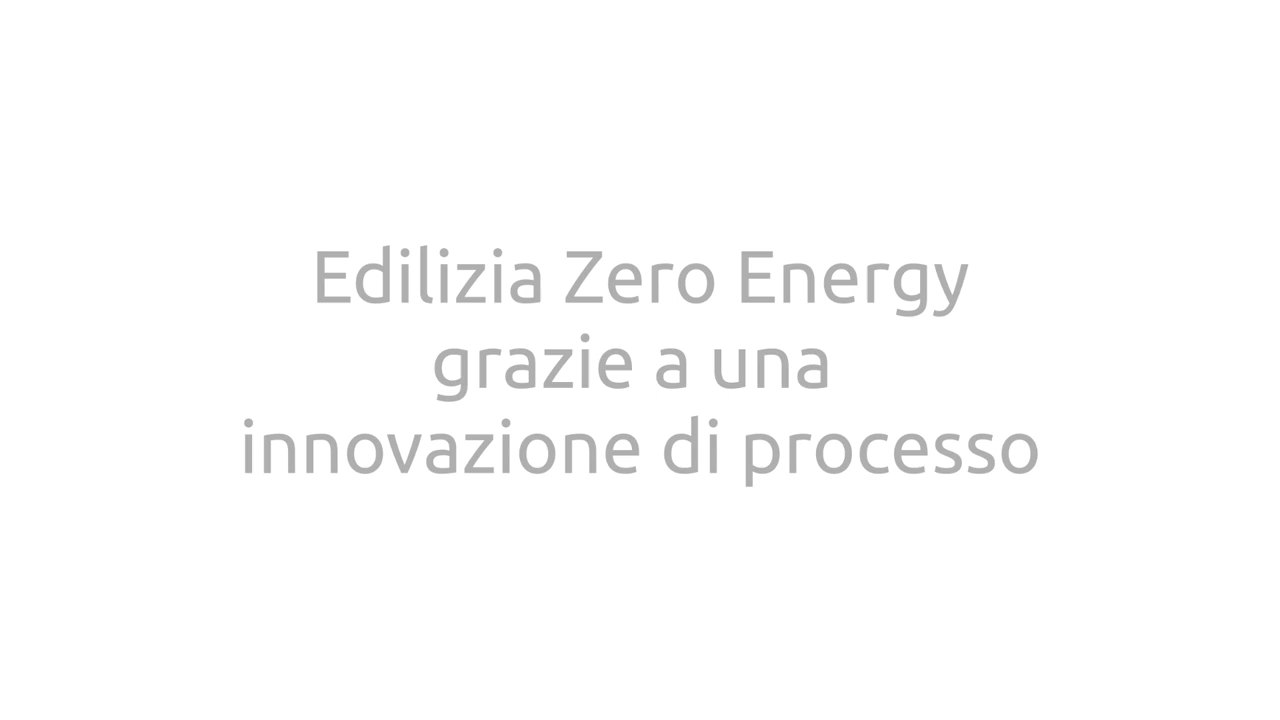 Edilizia Zero Energy
grazie a una
innovazione di processo